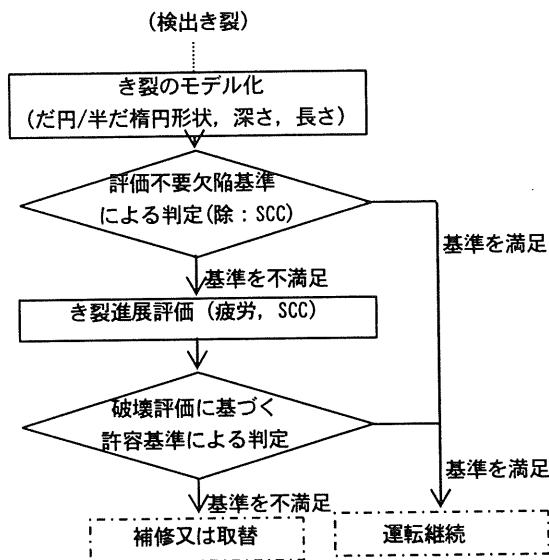 (検出き裂)
き裂のモデル化
(だ円/半だ楕円形状, 深さ, 長さ)
評価不要欠陥基準
による判定(除：SCC)
基準を満足
基準を不満足
き裂進展評価 (疲労, SCC)
破壊評価に基づく
許容基準による判定
基準を満足
基準を不満足
補修又は取替
運転継続